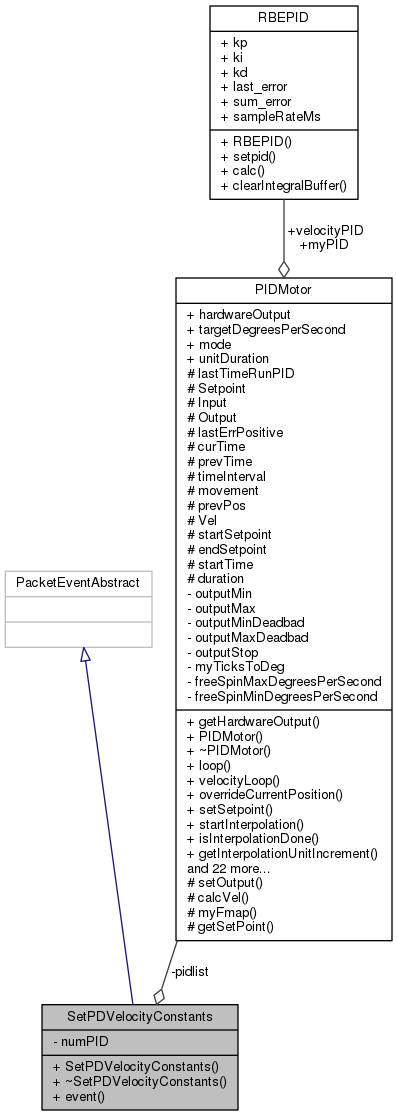 RBEPID
+ kp
+ ki
+ kd
+ last_error
+ sum_error
+ sampleRateMs
+ RBEPID()
+ setpid()
+ calc()
+ clearIntegralBuffer()
+velocityPID
+myPID
PIDMotor
+ hardwareOutput
+ targetDegreesPerSecond
+ mode
+ unitDuration
# lastTimeRunPID
# Setpoint
# Input
# Output
# lastErrPositive
# curTime
# prevTime
# timeInterval
# movement
# prevPos
# Vel
# startSetpoint
# endSetpoint
# startTime
# duration
- outputMin
- outputMax
- outputMinDeadbad
- outputMaxDeadbad
- outputStop
- myTicksToDeg
- freeSpinMaxDegreesPerSecond
- freeSpinMinDegreesPerSecond
+ getHardwareOutput()
+ PIDMotor()
+ ~PIDMotor()
+ loop()
+ velocityLoop()
+ overrideCurrentPosition()
+ setSetpoint()
+ startInterpolation()
+ isInterpolationDone()
+ getInterpolationUnitIncrement()
and 22 more...
# setOutput()
# calcVel()
# myFmap()
# getSetPoint()
PacketEventAbstract
-pidlist
SetPDVelocityConstants
- numPID
+ SetPDVelocityConstants()
+ ~SetPDVelocityConstants()
+ event()